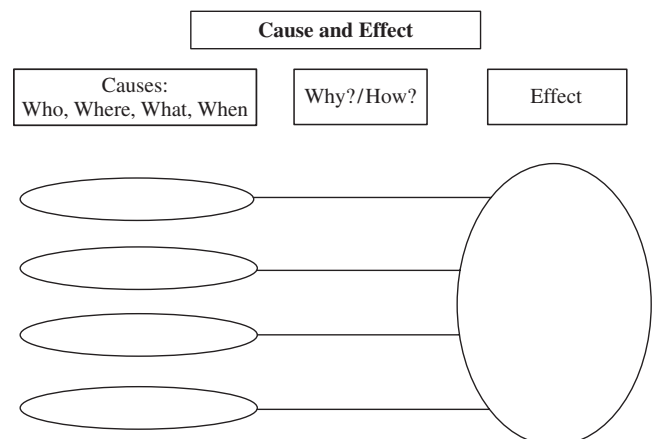 Cause and Effect
Causes:
Who, Where, What, When
Why?/How?
Effect